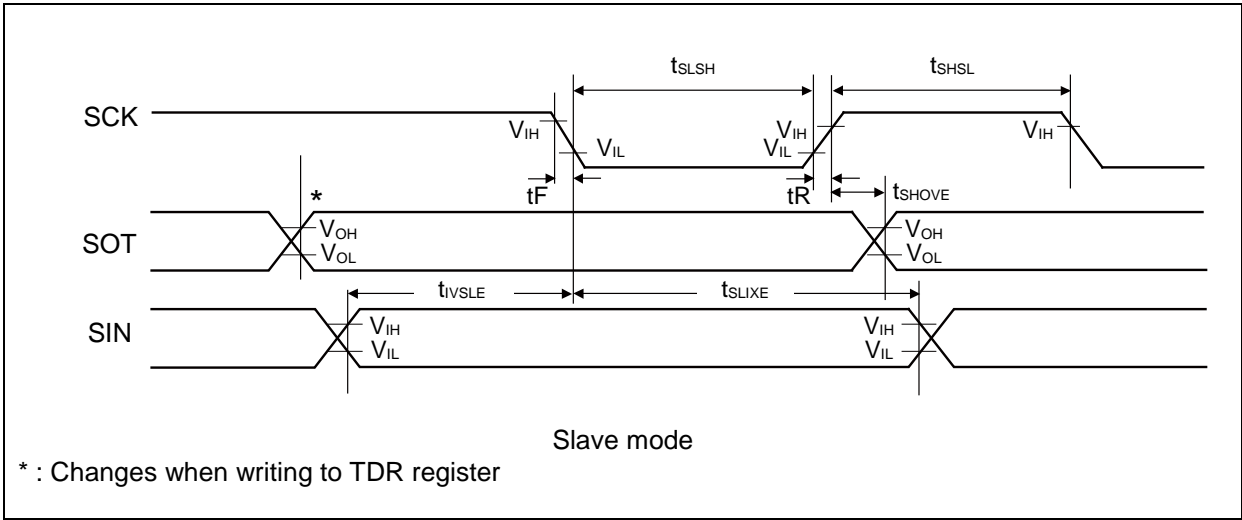 tSLSH tSHSL
SCK VIH VIL VIH VIL VIH
tF tR tSHOVE
*
SOT VOH VOL VOH VOL
tIVSLE tSLIXE
SIN VIH VIL VIH VIL
Slave mode
* : Changes when writing to TDR register